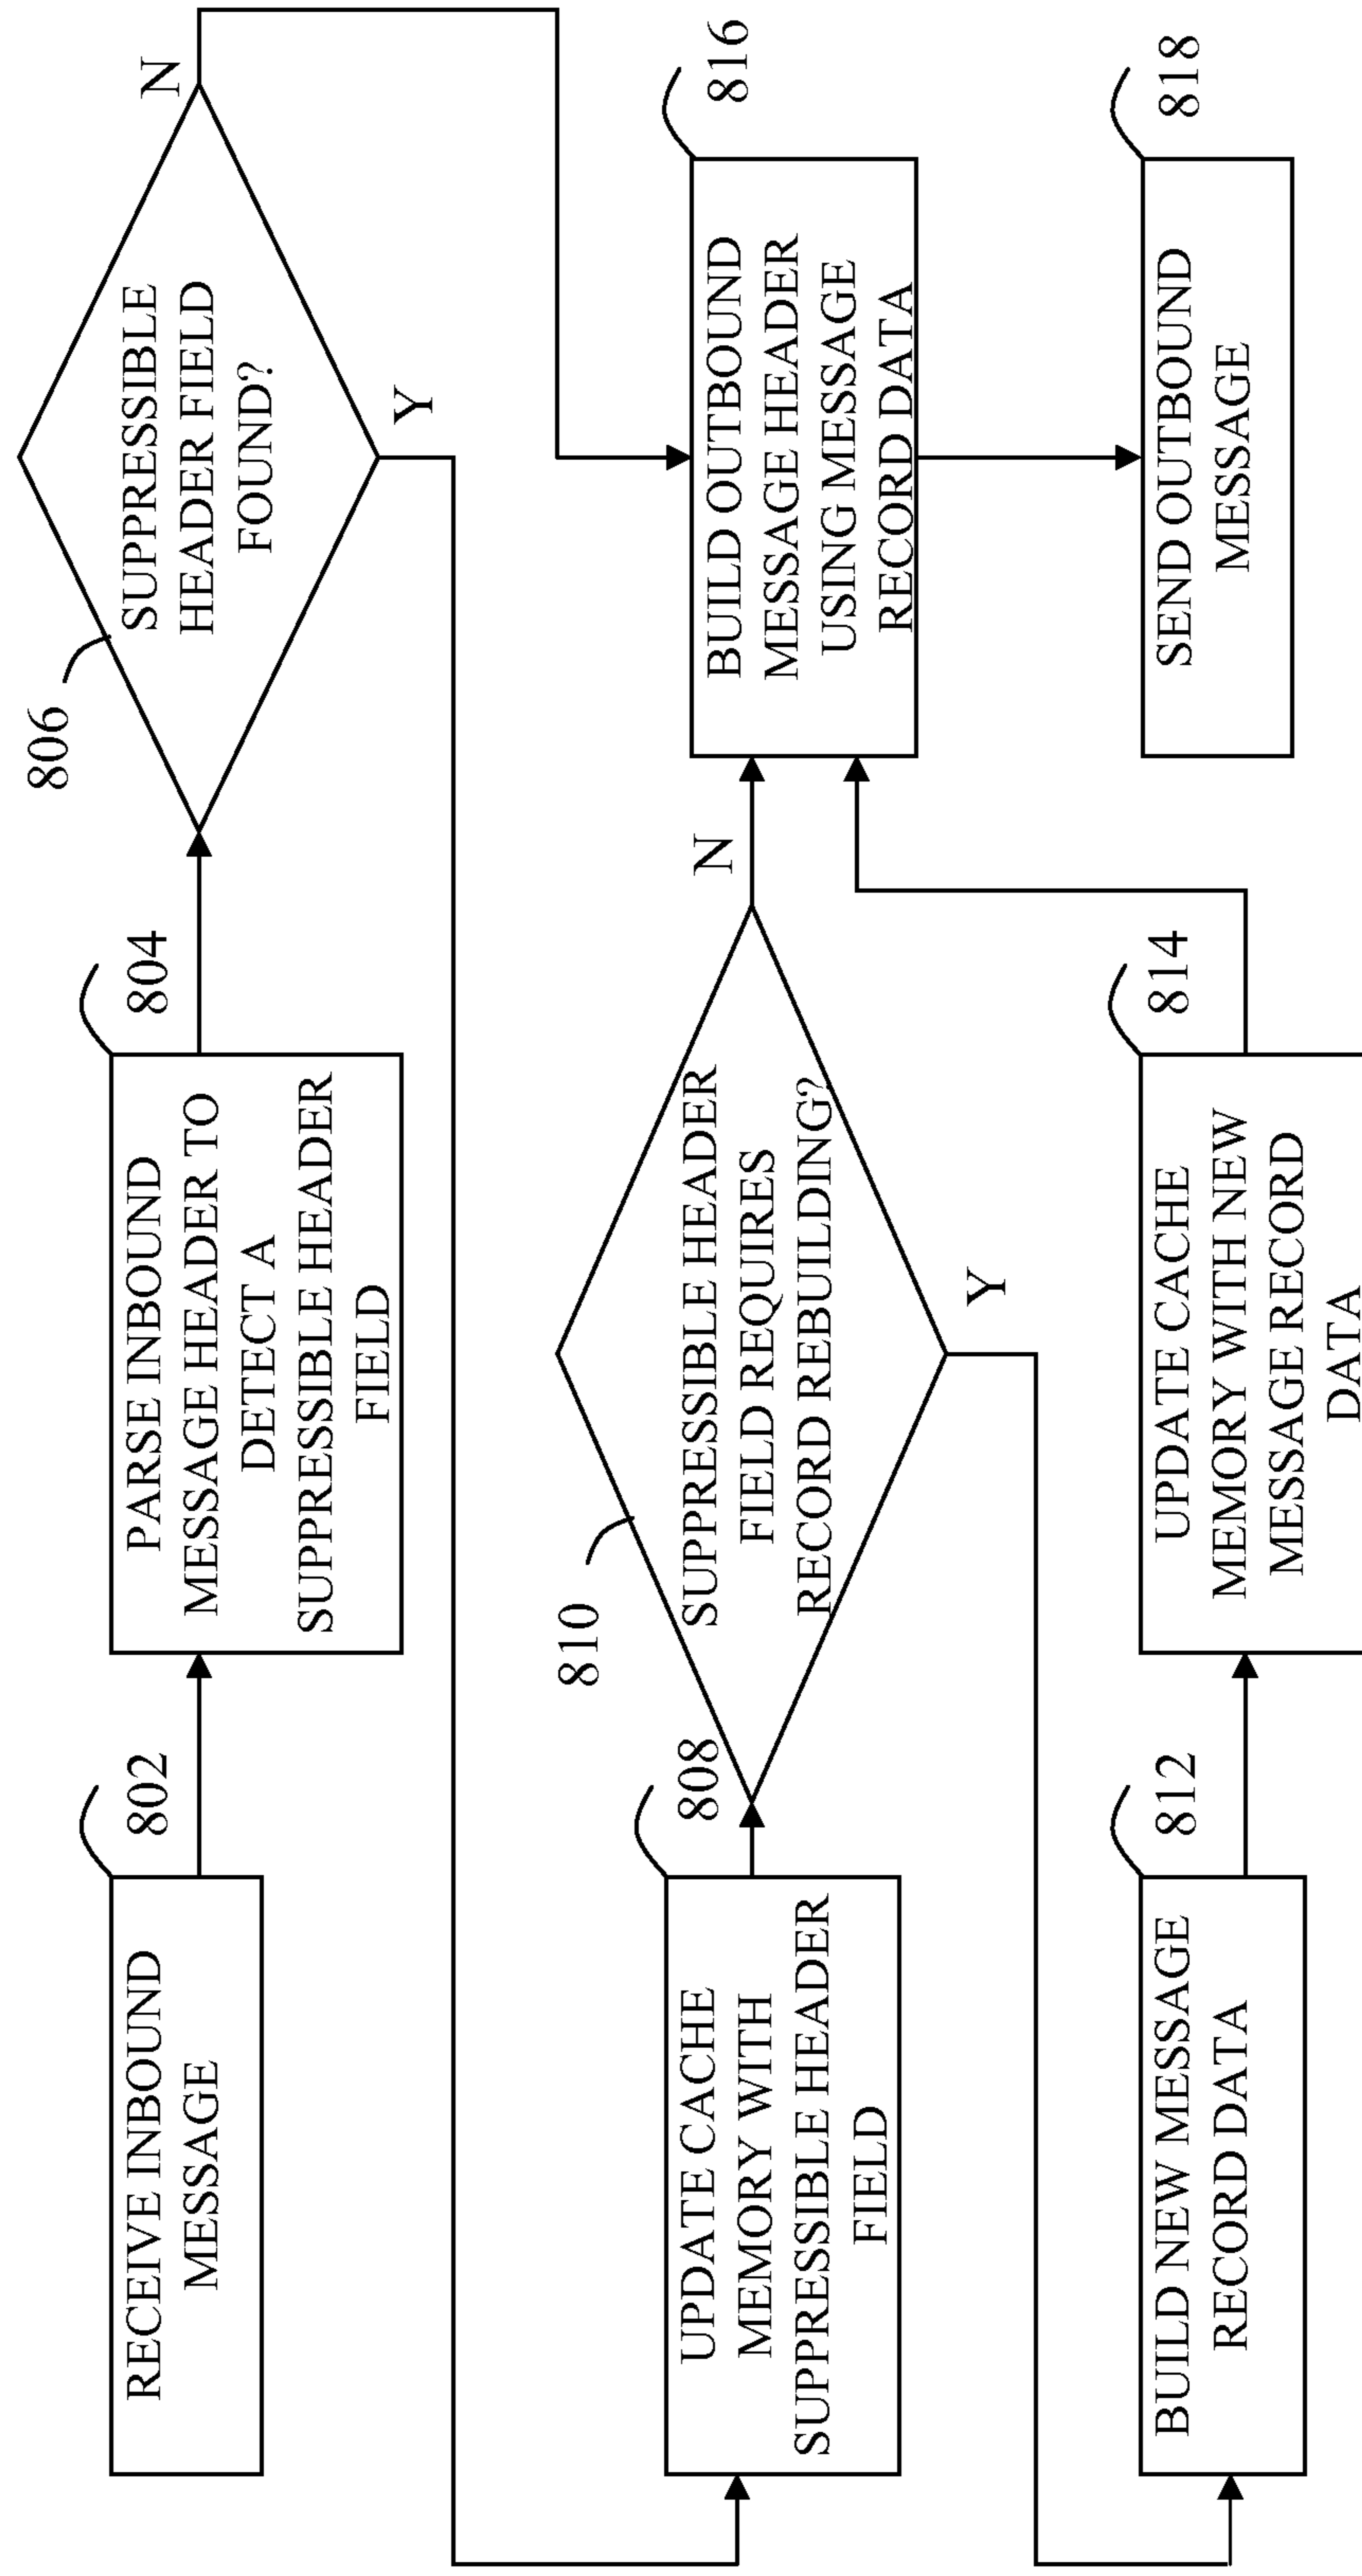 802
RECEIVE INBOUND
MESSAGE
804
PARSE INBOUND
MESSAGE HEADER TO
DETECT A
SUPPRESSIBLE HEADER
FIELD
806
SUPPRESSIBLE
HEADER FIELD
FOUND?
N
Y
808
UPDATE CACHE
MEMORY WITH
SUPPRESSIBLE HEADER
FIELD
810
SUPPRESSIBLE HEADER
FIELD REQUIRES
RECORD REBUILDING?
N
Y
816
BUILD OUTBOUND
MESSAGE HEADER
USING MESSAGE
RECORD DATA
812
BUILD NEW MESSAGE
RECORD DATA
814
UPDATE CACHE
MEMORY WITH NEW
MESSAGE RECORD
DATA
818
SEND OUTBOUND
MESSAGE